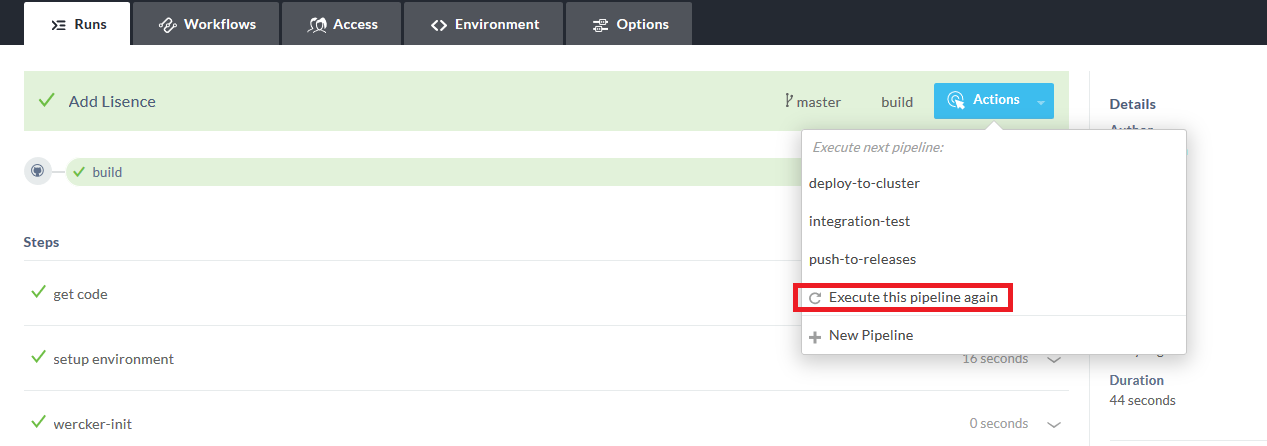 Runs Workflows Access Environment Options
Add Lisence master build Actions
Details
Execute next pipeline:
deploy-to-cluster
integration-test
push-to-releases
Execute this pipeline again
New Pipeline
build
Steps
get code
setup environment 16 seconds
wercker-init 0 seconds
Duration
44 seconds